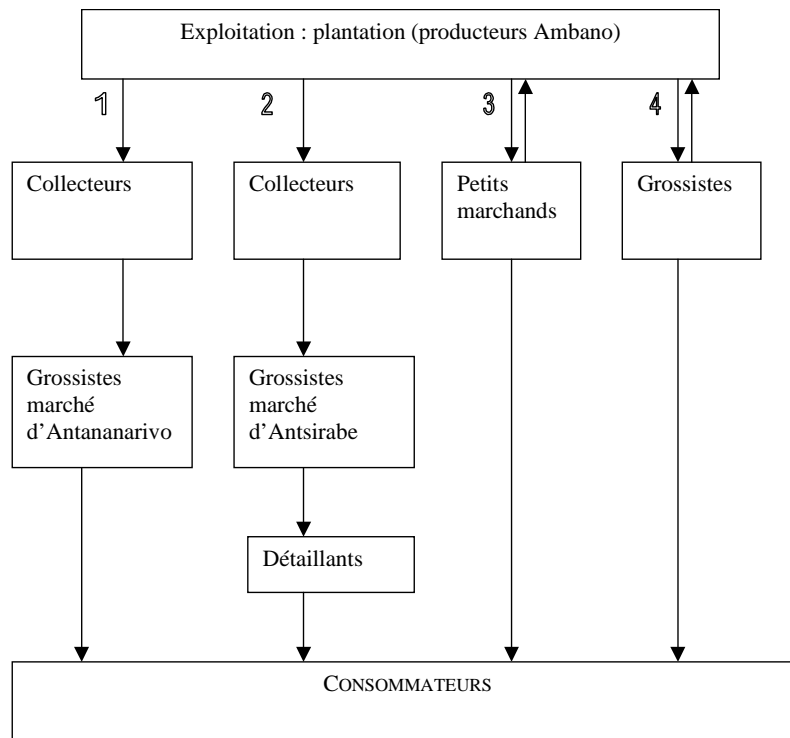 Exploitation : plantation (producteurs Ambano)
1
2
3
4
Collecteurs
Collecteurs
Petits
marchands
Grossistes
Grossistes
marché
d’Antananarivo
Grossistes
marché
d’Antsirabe
Détaillants
CONSOMMATEURS